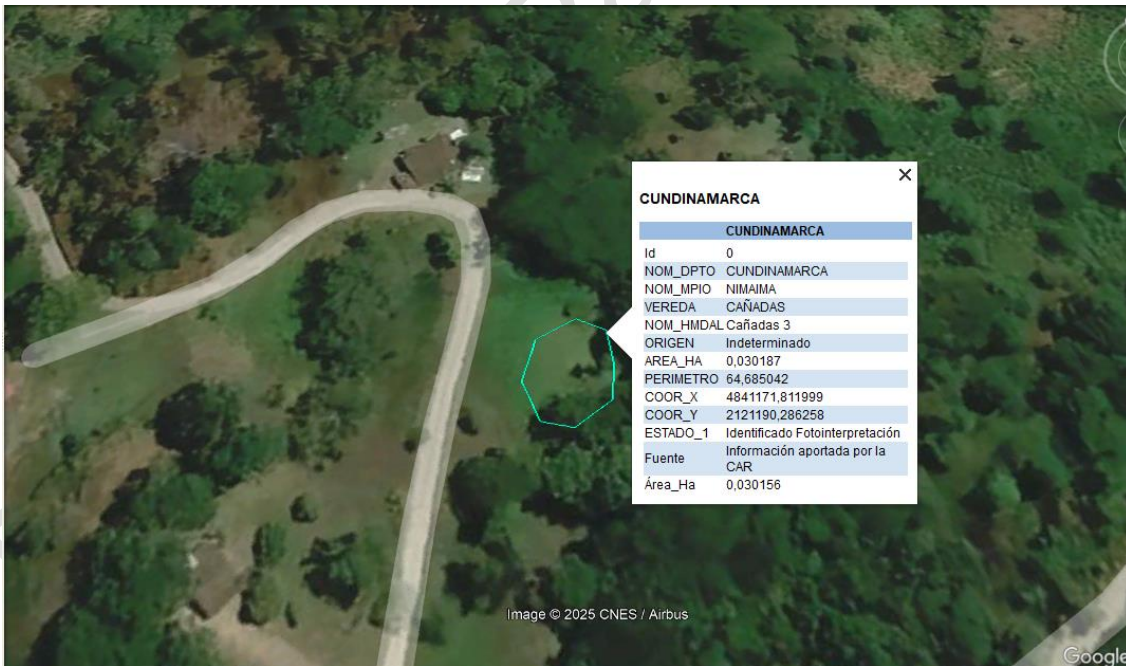 CUNDINAMARCA
CUNDINAMARCA
Id 0
NOM_DPTO CUNDINAMARCA
NOM_MPIO NIMAIMA
VEREDA CAÑADAS
NOM_HMDAL Cañadas 3
ORIGEN Indeterminado
AREA_HA 0,030187
PERIMETRO 64,685042
COOR_X 4841171,811999
COOR_Y 2121190,286258
ESTADO_1 Identificado Fotointerpretación
Fuente Información aportada por la
CAR
Área_Ha 0,030156
Image © 2025 CNES / Airbus
Google